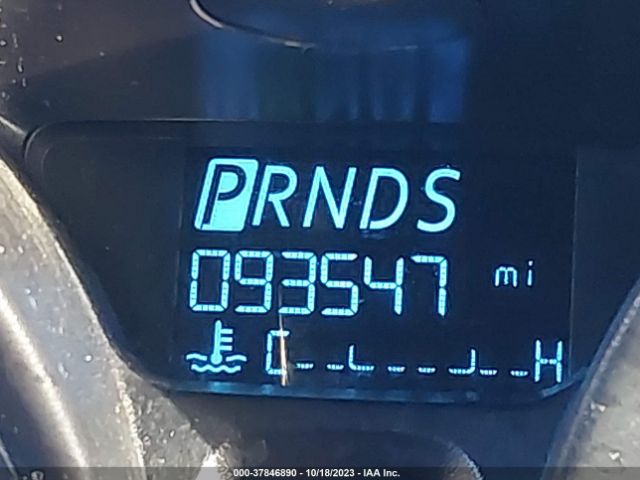 PRNDS
093547 mi
C H
000-37846890 - 10/18/2023 - IAA Inc.